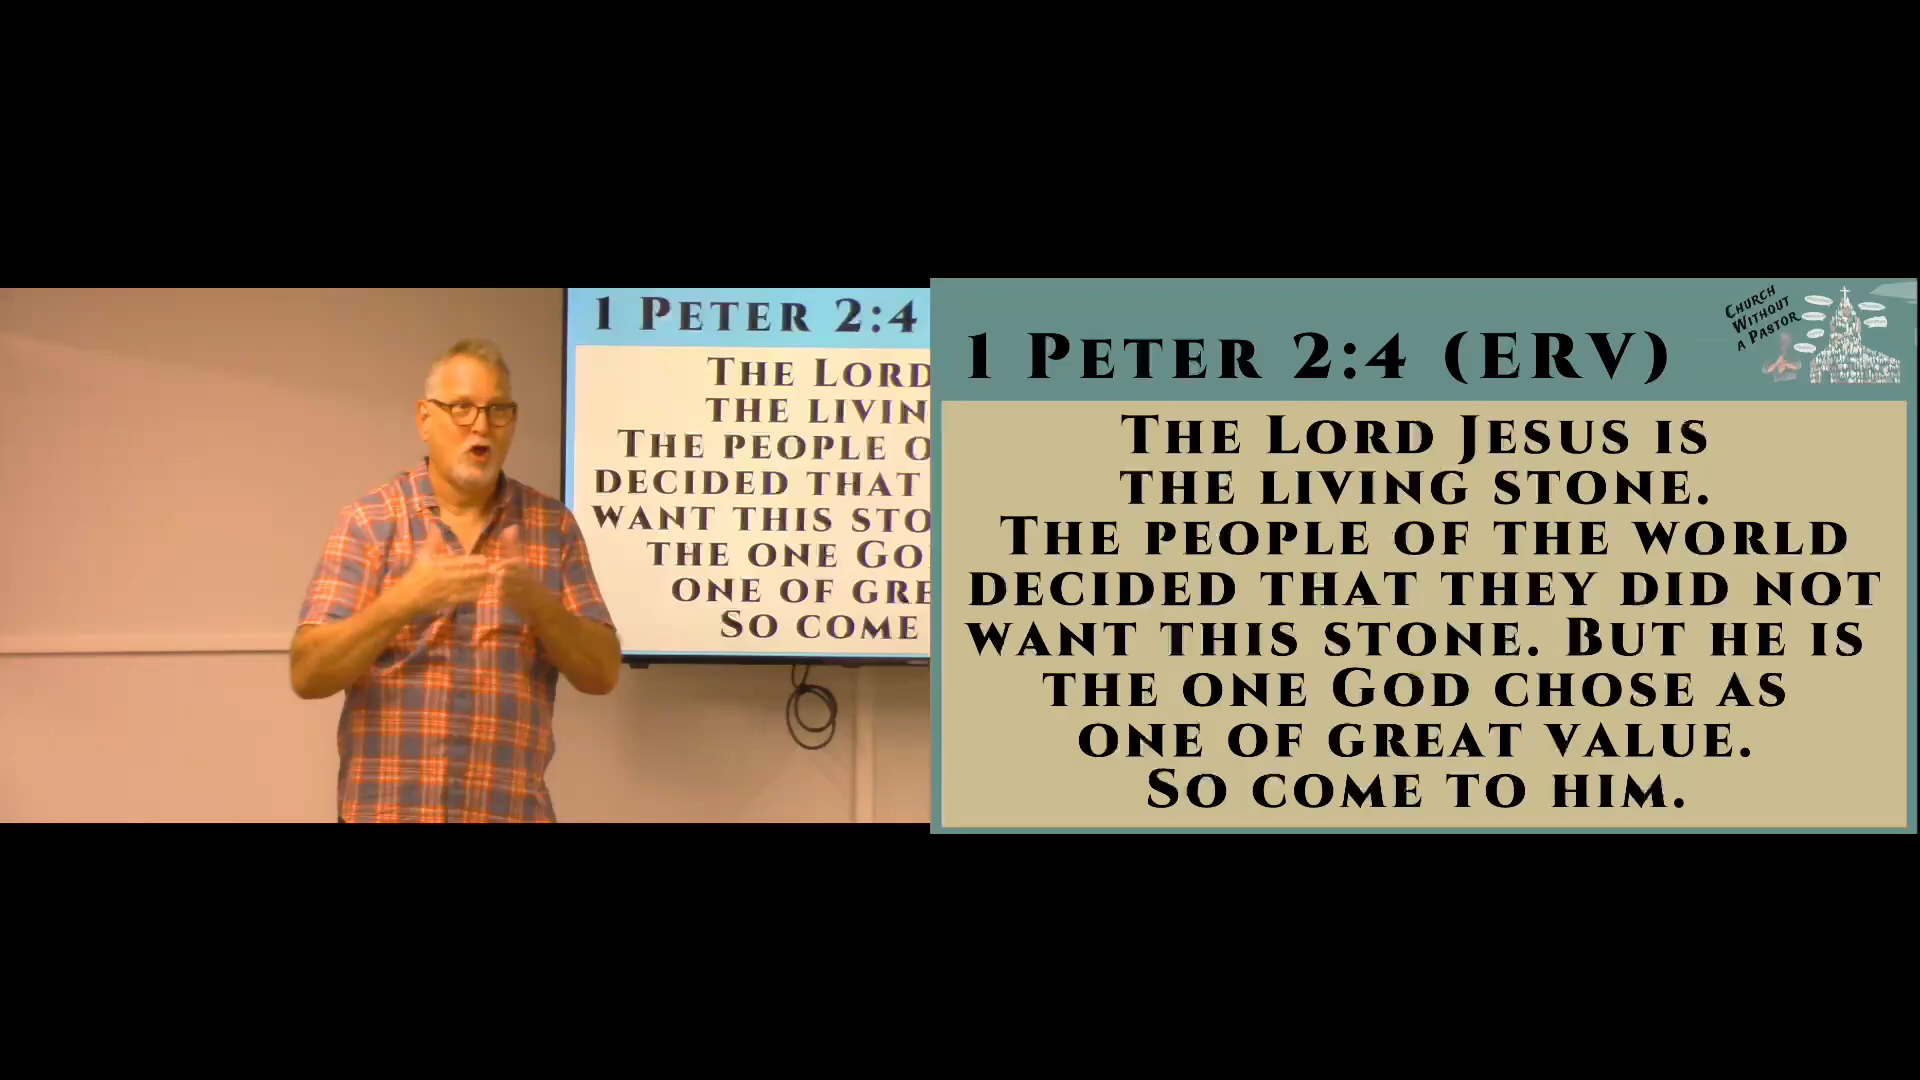 1 Peter 2:4
The Lord
the livin
The people o
decided that
want this sto
the one Go
one of gre
So come
1 Peter 2:4 (ERV)
Church
Without
a Pastor
The Lord Jesus is
the living stone.
The people of the world
decided that they did not
want this stone. But he is
the one God chose as
one of great value.
So come to him.